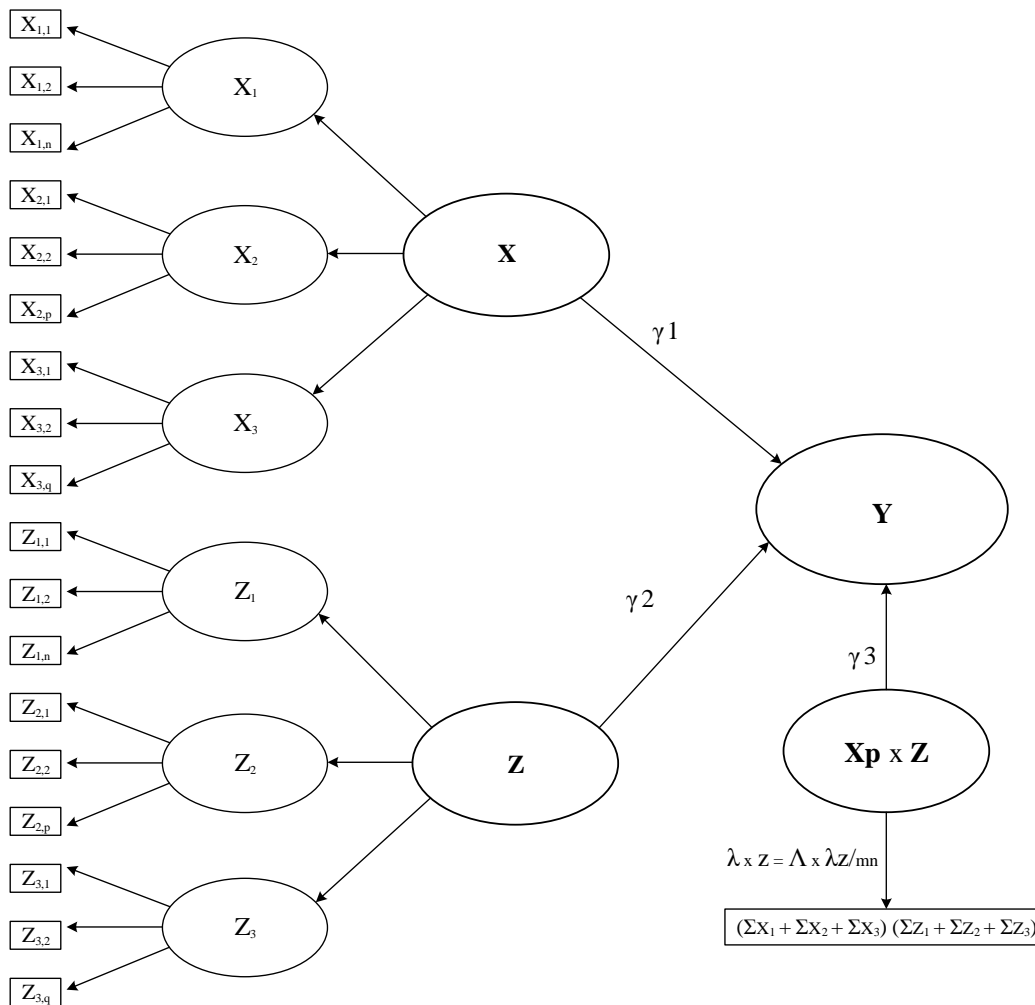 X₁,₁
X₁,₂
X₁,ₙ
X₁
X₂,₁
X₂,₂
X₂,ₚ
X₂
X₃,₁
X₃,₂
X₃,q
X₃
X
γ1
Z₁,₁
Z₁,₂
Z₁,ₙ
Z₁
Z₂,₁
Z₂,₂
Z₂,ₚ
Z₂
Z₃,₁
Z₃,₂
Z₃,q
Z₃
Z
γ2
Y
γ3
Xp x Z
λ x z = Λ x λz/mn
(Σx₁ + Σx₂ + Σx₃) (Σz₁ + Σz₂ + Σz₃)